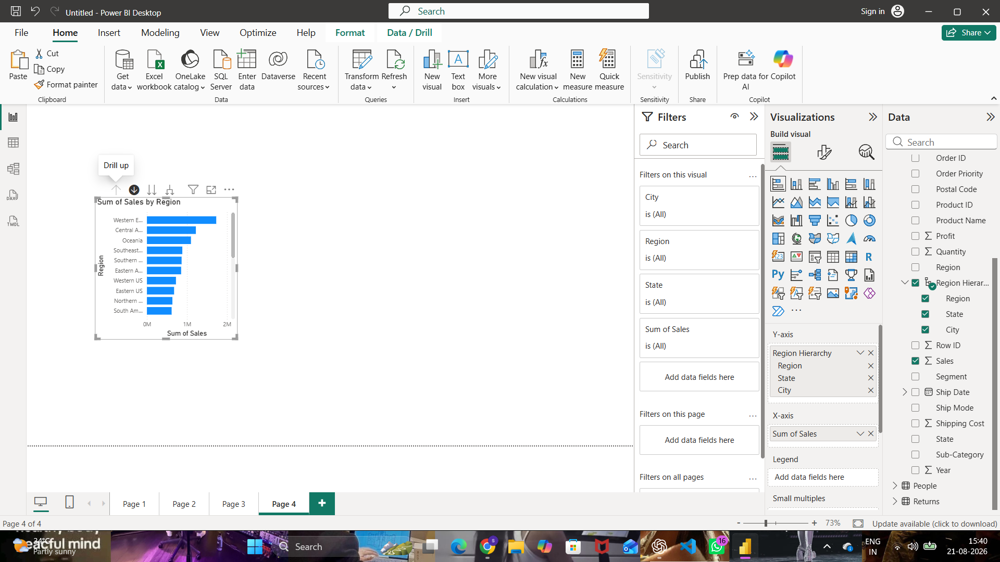 Untitled - Power BI Desktop
Search
Sign in
File
Home
Insert
Modeling
View
Optimize
Help
Format
Data / Drill
Share
Paste
Cut
Copy
Format painter
Clipboard
Get data
Excel workbook
OneLake catalog
SQL Server
Enter data
Dataverse
Recent sources
Data
Transform data
Refresh
Queries
New visual
Text box
More visuals
Insert
New visual calculation
New measure
Quick measure
Calculations
Sensitivity
Sensitivity
Publish
Share
Prep data for AI
Copilot
Copilot
DAX
TMDL
Drill up
Sum of Sales by Region
Region
Western E...
Central A...
Oceania
Southeast...
Southern ...
Eastern A...
Western US
Eastern US
Northern ...
South Am...
0M 1M 2M
Sum of Sales
Filters
Search
Filters on this visual
City
is (All)
Region
is (All)
State
is (All)
Sum of Sales
is (All)
Add data fields here
Filters on this page
Add data fields here
Filters on all pages
Visualizations
Build visual
123
R
Py
Y-axis
Region Hierarchy
Region
State
City
X-axis
Sum of Sales
Legend
Add data fields here
Small multiples
Data
Search
Order ID
Order Priority
Postal Code
Product ID
Product Name
Profit
Quantity
Region
Region Hierar...
Region
State
City
Row ID
Sales
Segment
Ship Date
Ship Mode
Shipping Cost
State
Sub-Category
Year
People
Returns
Page 1
Page 2
Page 3
Page 4
Page 4 of 4
- + 73%
Update available (click to download)
34°C
Partly sunny
eaceful mind
Search
16
ENG
IN
15:40
21-08-2026